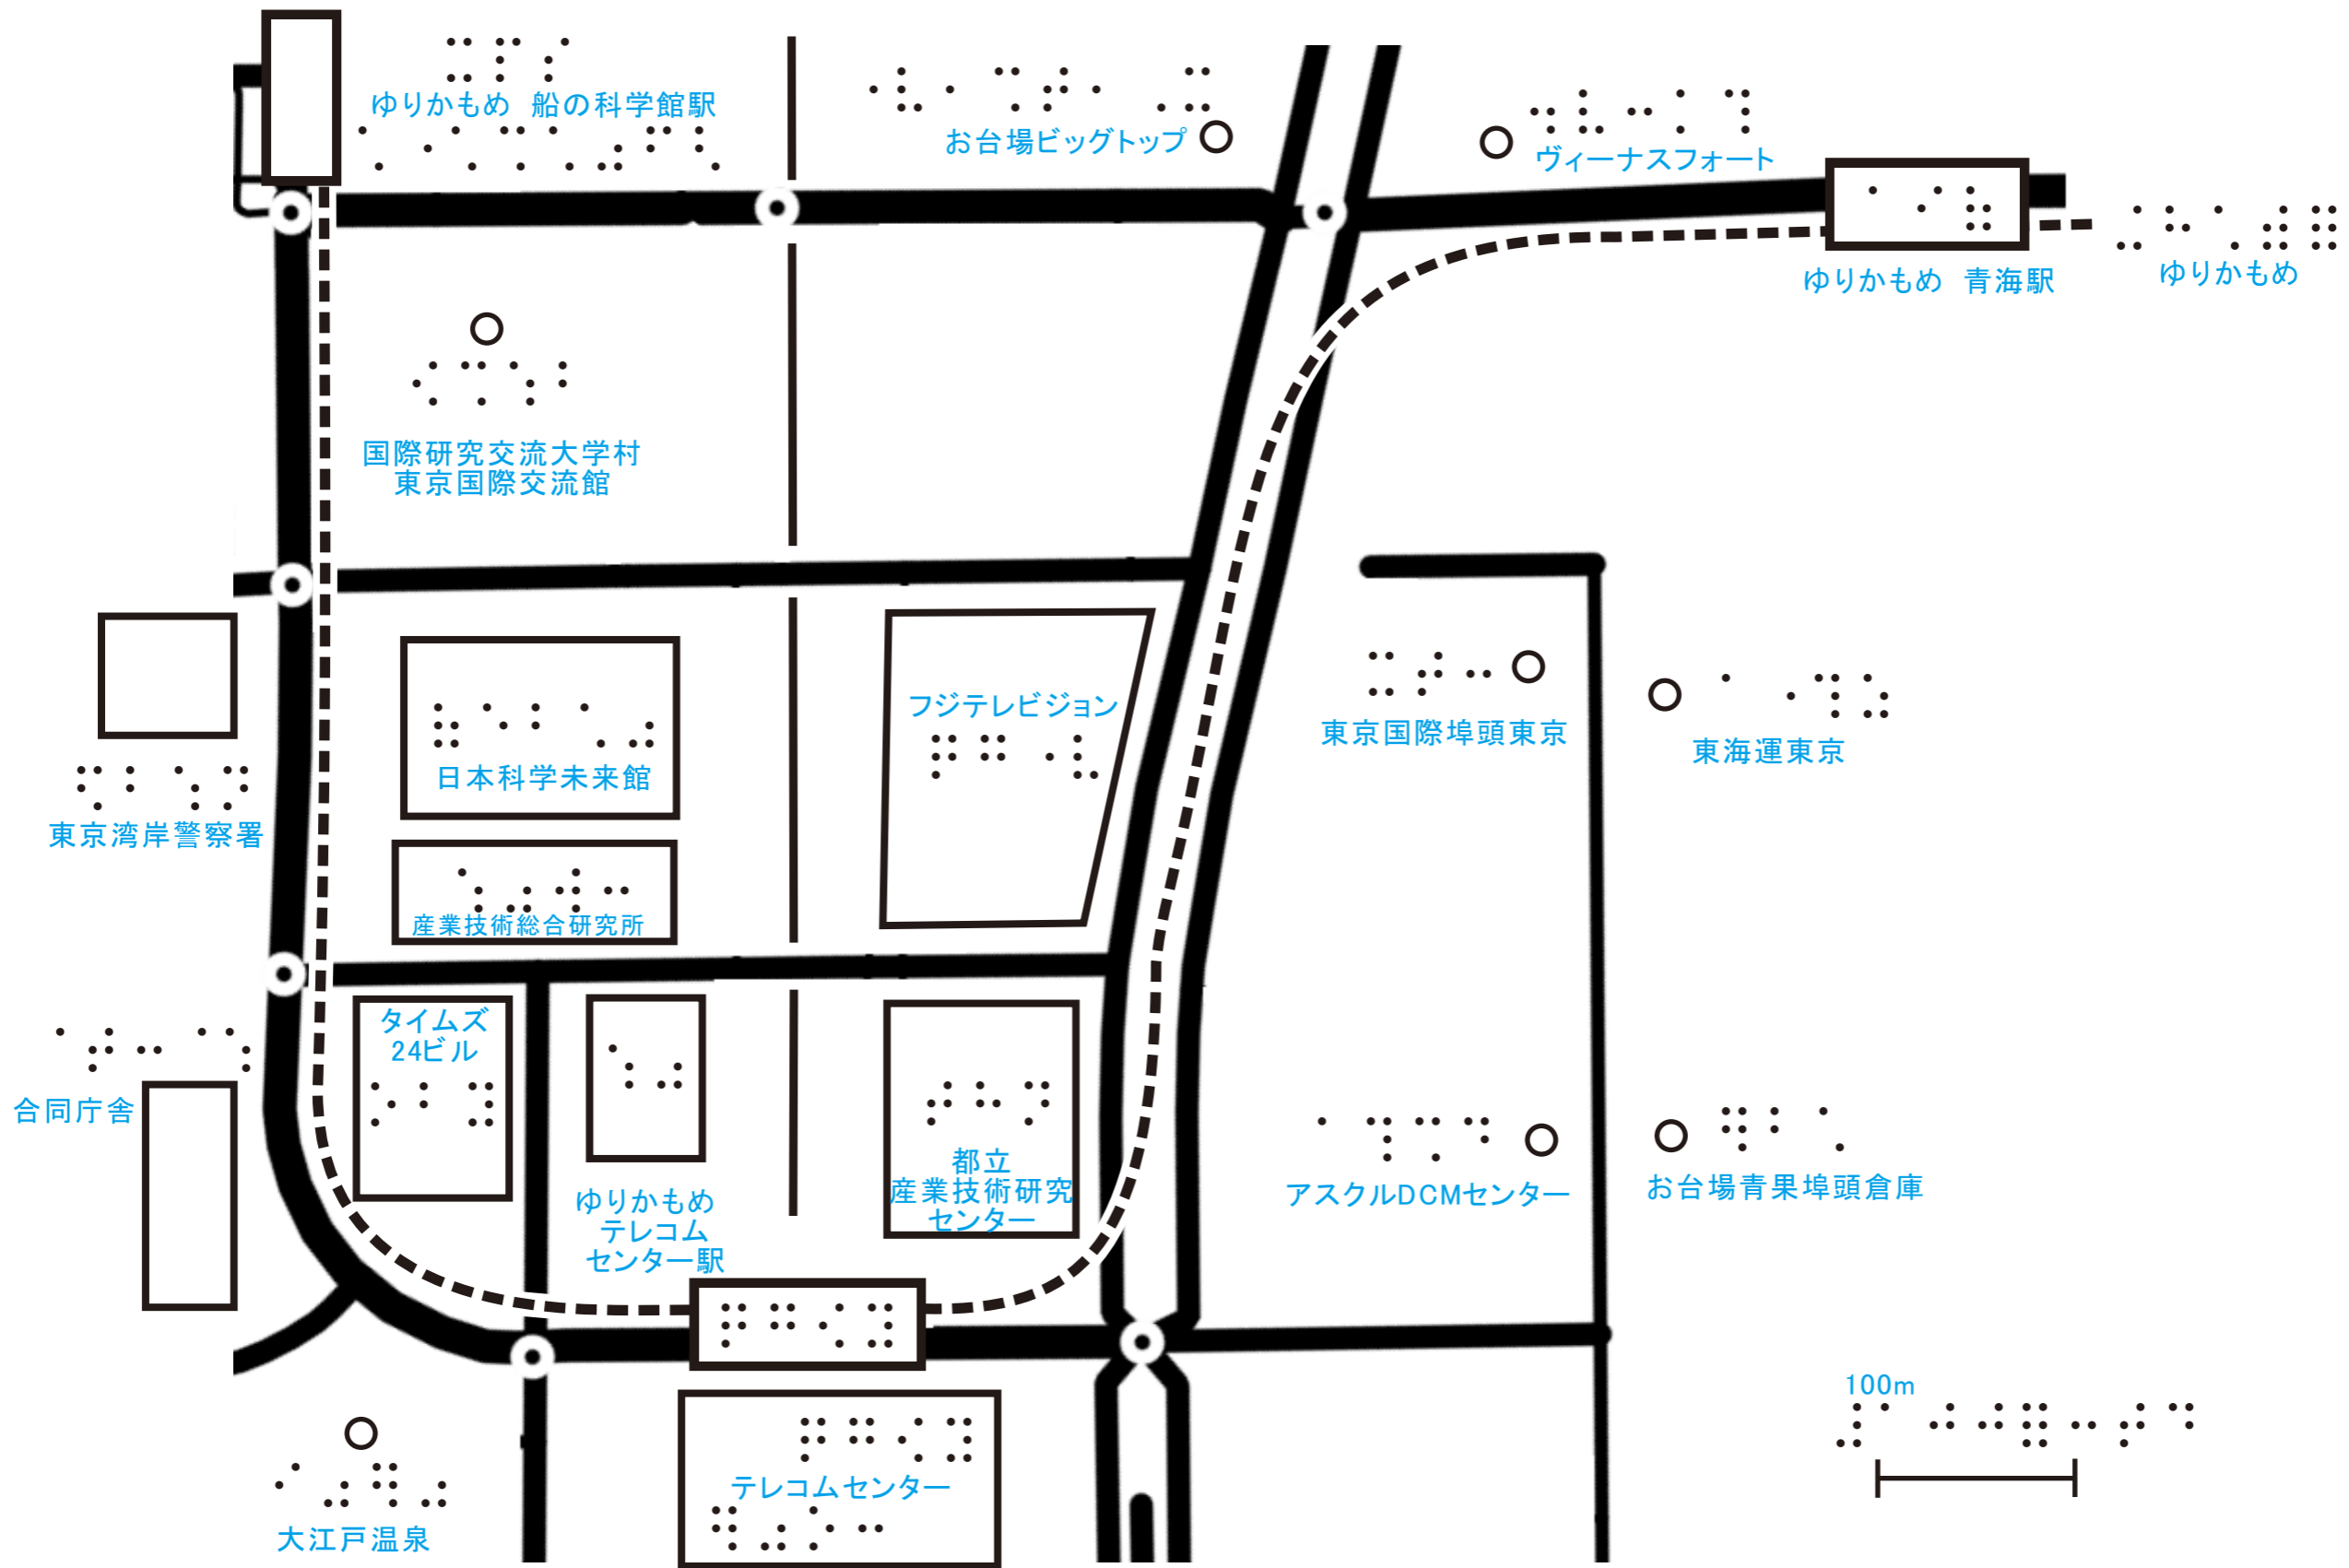 ゆりかもめ 船の科学館駅
お台場ビッグトップ
ヴィーナスフォート
ゆりかもめ 青海駅
ゆりかもめ
国際研究交流大学村
東京国際交流館
日本科学未来館
フジテレビジョン
東京国際埠頭東京
東海運東京
東京湾岸警察署
産業技術総合研究所
タイムズ
24ビル
合同庁舎
都立
産業技術研究
センター
ゆりかもめ
テレコム
センター駅
アスクルDCMセンター
お台場青果埠頭倉庫
100m
テレコムセンター
大江戸温泉